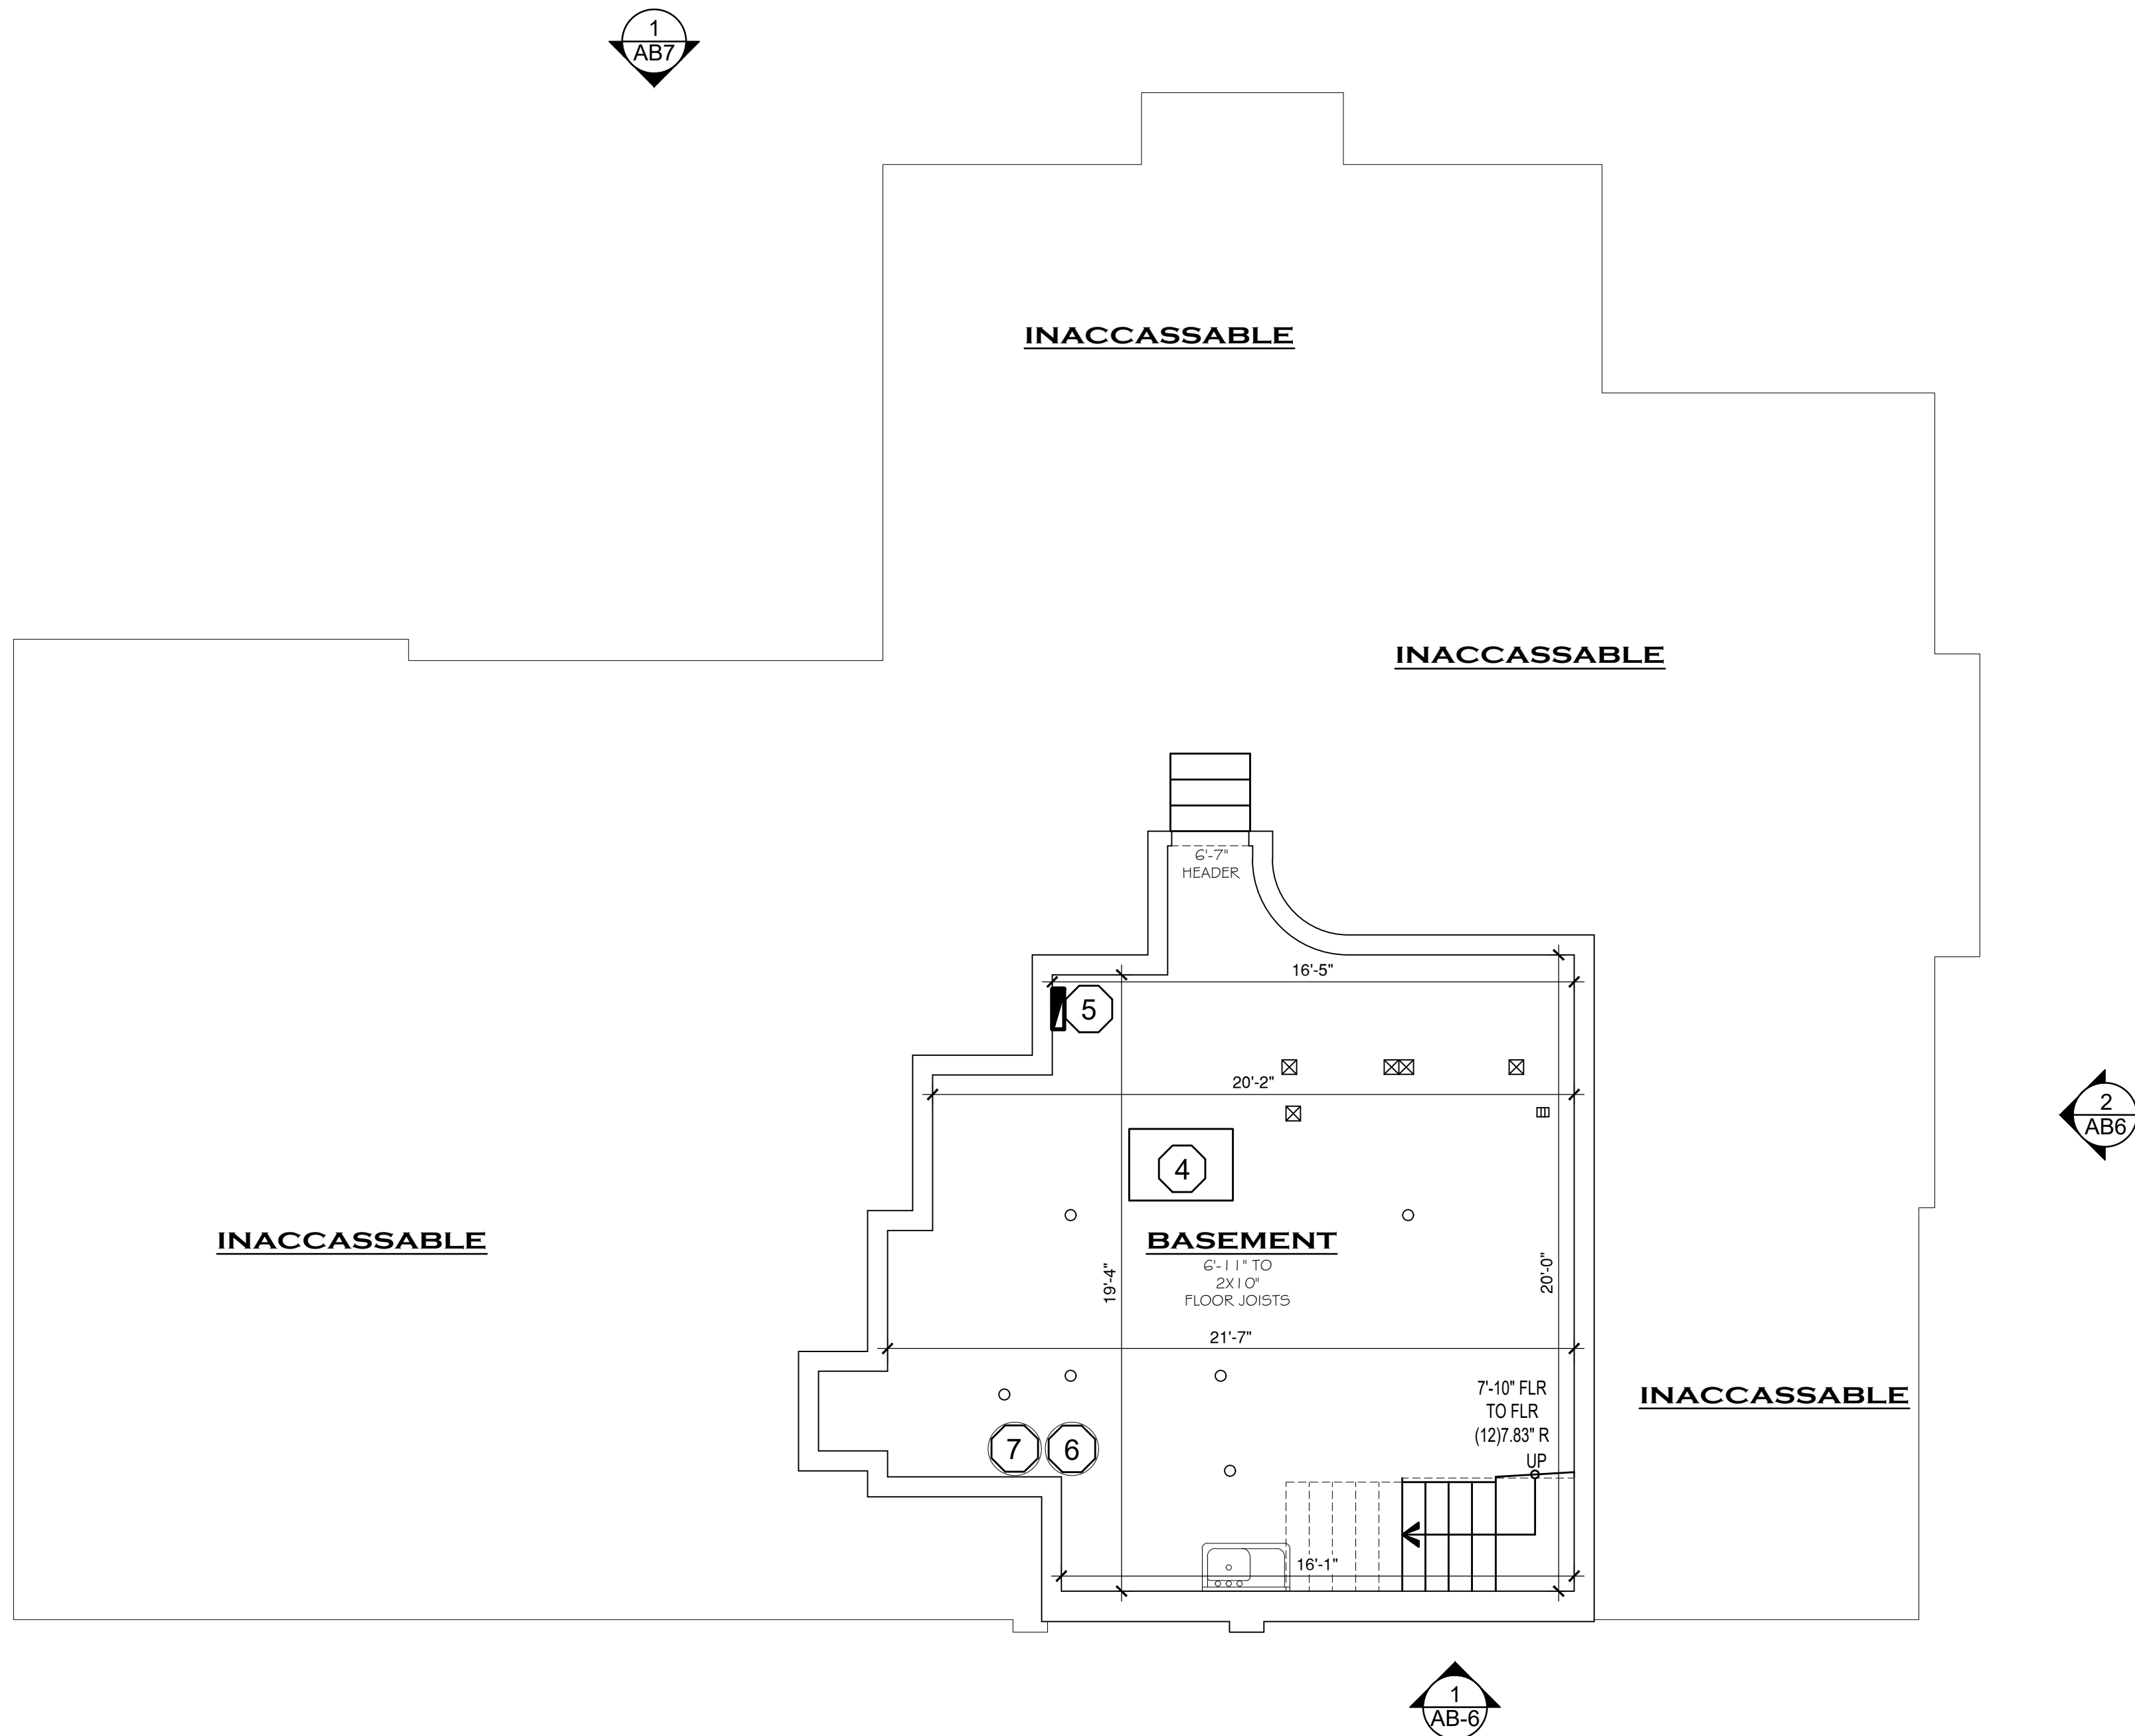 1
AB7
INACCASSABLE
INACCASSABLE
6'-7"
HEADER
16'-5"
5
20'-2"
2
AB6
4
INACCASSABLE
BASEMENT
6'-11" TO
2X10"
FLOOR JOISTS
19'-4"
20'-0"
21'-7"
7'-10" FLR
TO FLR
(12)7.83" R
UP
INACCASSABLE
7
6
16'-1"
1
AB-6